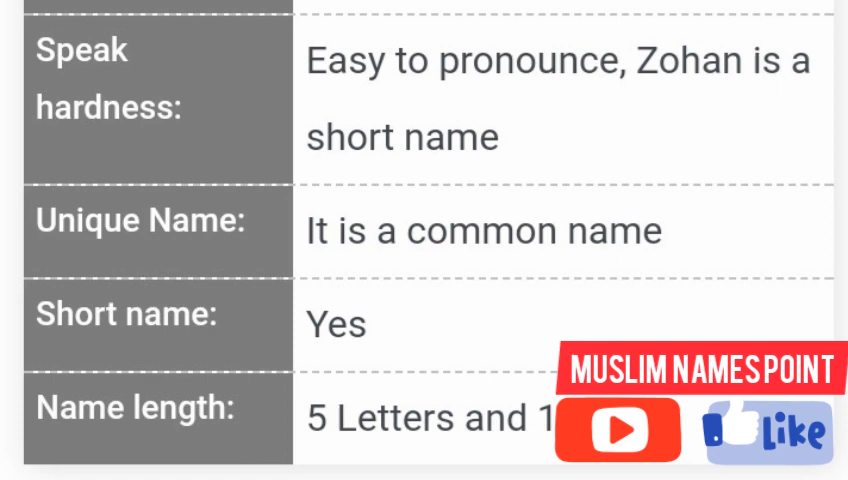 Speak
hardness:
Easy to pronounce, Zohan is a
short name
Unique Name:
It is a common name
Short name:
Yes
Name length:
5 Letters and 1
MUSLIM NAMES POINT
Like